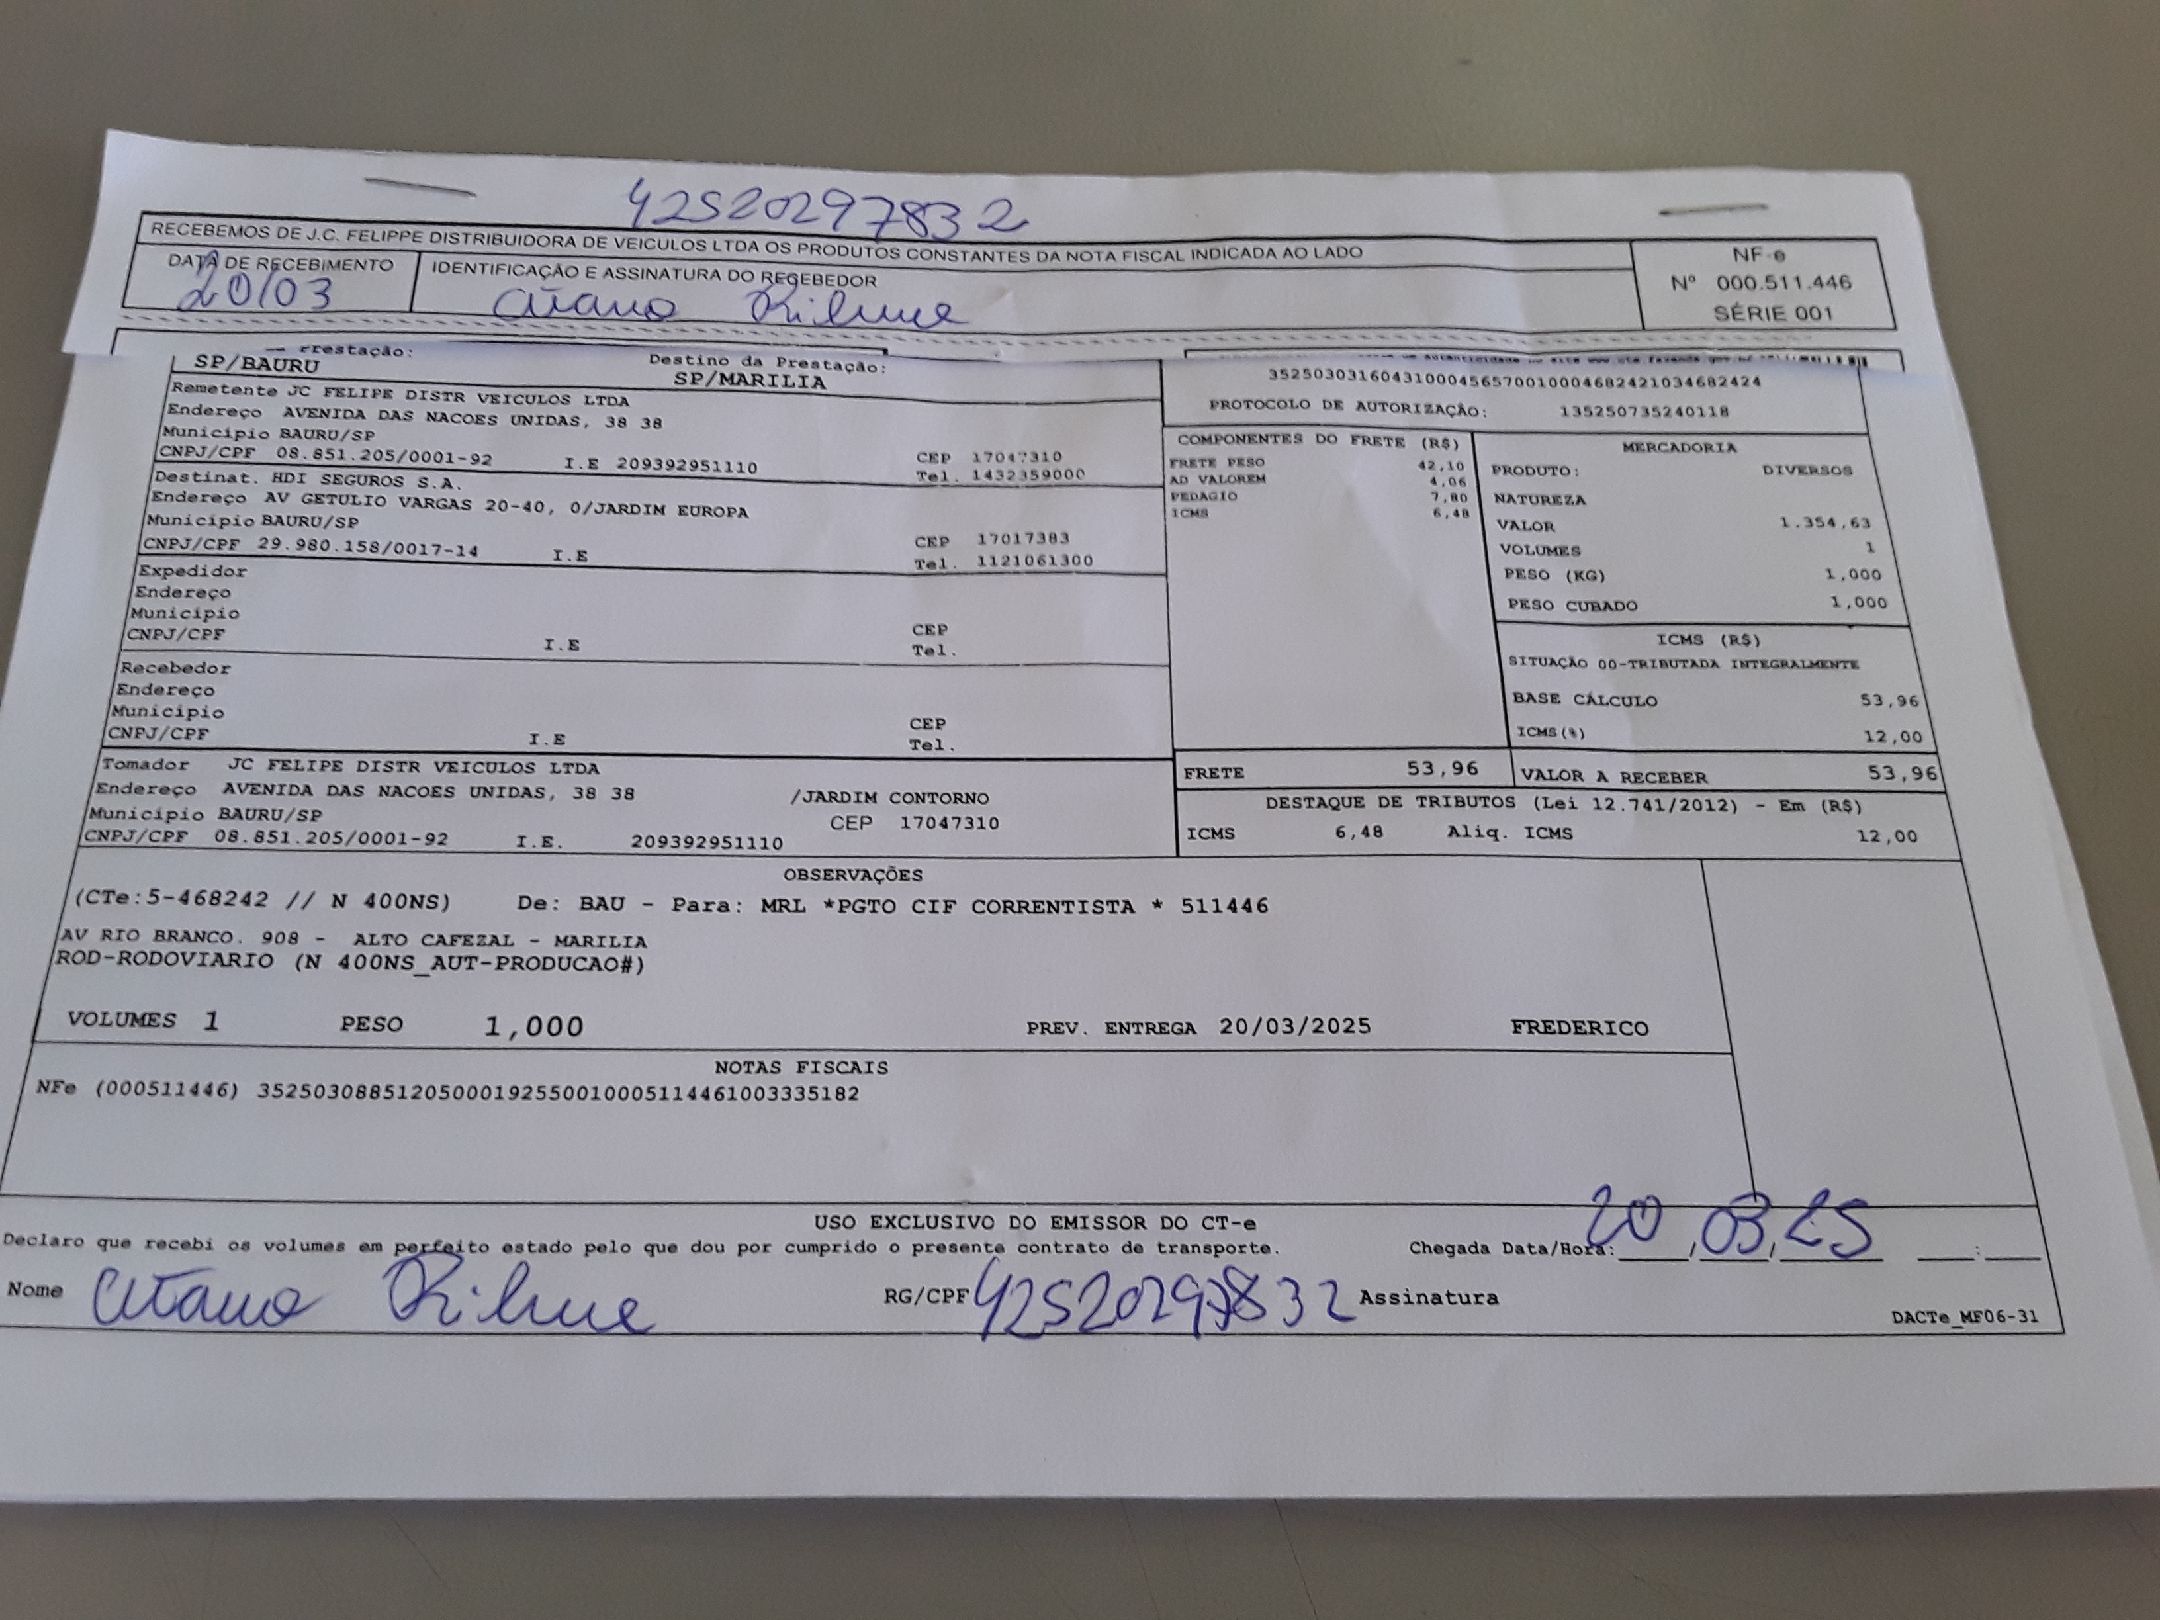 42520297832
RECEBEMOS DE J.C. FELIPPE DISTRIBUIDORA DE VEICULOS LTDA OS PRODUTOS CONSTANTES DA NOTA FISCAL INDICADA AO LADO
DATA DE RECEBIMENTO
20/03
IDENTIFICAÇÃO E ASSINATURA DO REGEBEDOR
NF-e
Nº 000.511.446
SÉRIE 001
Prestação:
SP/BAURU
Destino da Prestação:
SP/MARILIA
35250303160431000456570010004682421034682424
PROTOCOLO DE AUTORIZAÇÃO: 135250735240118
Remetente JC FELIPE DISTR VEICULOS LTDA
Endereço AVENIDA DAS NACOES UNIDAS, 38 38
Municipio BAURU/SP
CEP 17047310
CNPJ/CPF 08.851.205/0001-92 I.E 209392951110 Tel. 1432359000
Destinat. HDI SEGUROS S.A.
Endereço AV GETULIO VARGAS 20-40, 0/JARDIM EUROPA
Municipio BAURU/SP
CEP 17017383
CNPJ/CPF 29.980.158/0017-14 I.E Tel. 1121061300
Expedidor
Endereço
Municipio
CEP
CNPJ/CPF I.E Tel.
Recebedor
Endereço
Municipio
CEP
CNPJ/CPF I.E Tel.
Tomador JC FELIPE DISTR VEICULOS LTDA
Endereço AVENIDA DAS NACOES UNIDAS, 38 38 /JARDIM CONTORNO
Municipio BAURU/SP CEP 17047310
CNPJ/CPF 08.851.205/0001-92 I.E. 209392951110
COMPONENTES DO FRETE (R$)
FRETE PESO 42,10
AD VALOREM 4,06
PEDAGIO 7,80
ICMS 6,48
MERCADORIA
PRODUTO: DIVERSOS
NATUREZA
VALOR 1.354,63
VOLUMES 1
PESO (KG) 1,000
PESO CUBADO 1,000
ICMS (R$)
SITUAÇÃO 00-TRIBUTADA INTEGRALMENTE
BASE CÁLCULO 53,96
ICMS(%) 12,00
FRETE 53,96
VALOR A RECEBER 53,96
DESTAQUE DE TRIBUTOS (Lei 12.741/2012) - Em (R$)
ICMS 6,48 Aliq. ICMS 12,00
OBSERVAÇÕES
(CTe:5-468242 // N 400NS) De: BAU - Para: MRL *PGTO CIF CORRENTISTA * 511446
AV RIO BRANCO. 908 - ALTO CAFEZAL - MARILIA
ROD-RODOVIARIO (N 400NS_AUT-PRODUCAO#)
VOLUMES 1 PESO 1,000 PREV. ENTREGA 20/03/2025 FREDERICO
NOTAS FISCAIS
NFe (000511446) 35250308851205000192550010005114461003335182
USO EXCLUSIVO DO EMISSOR DO CT-e
Declaro que recebi os volumes em perfeito estado pelo que dou por cumprido o presente contrato de transporte. Chegada Data/Hora: 20/03/25 :
Nome RG/CPF 42520297832 Assinatura
DACTe_MF06-31